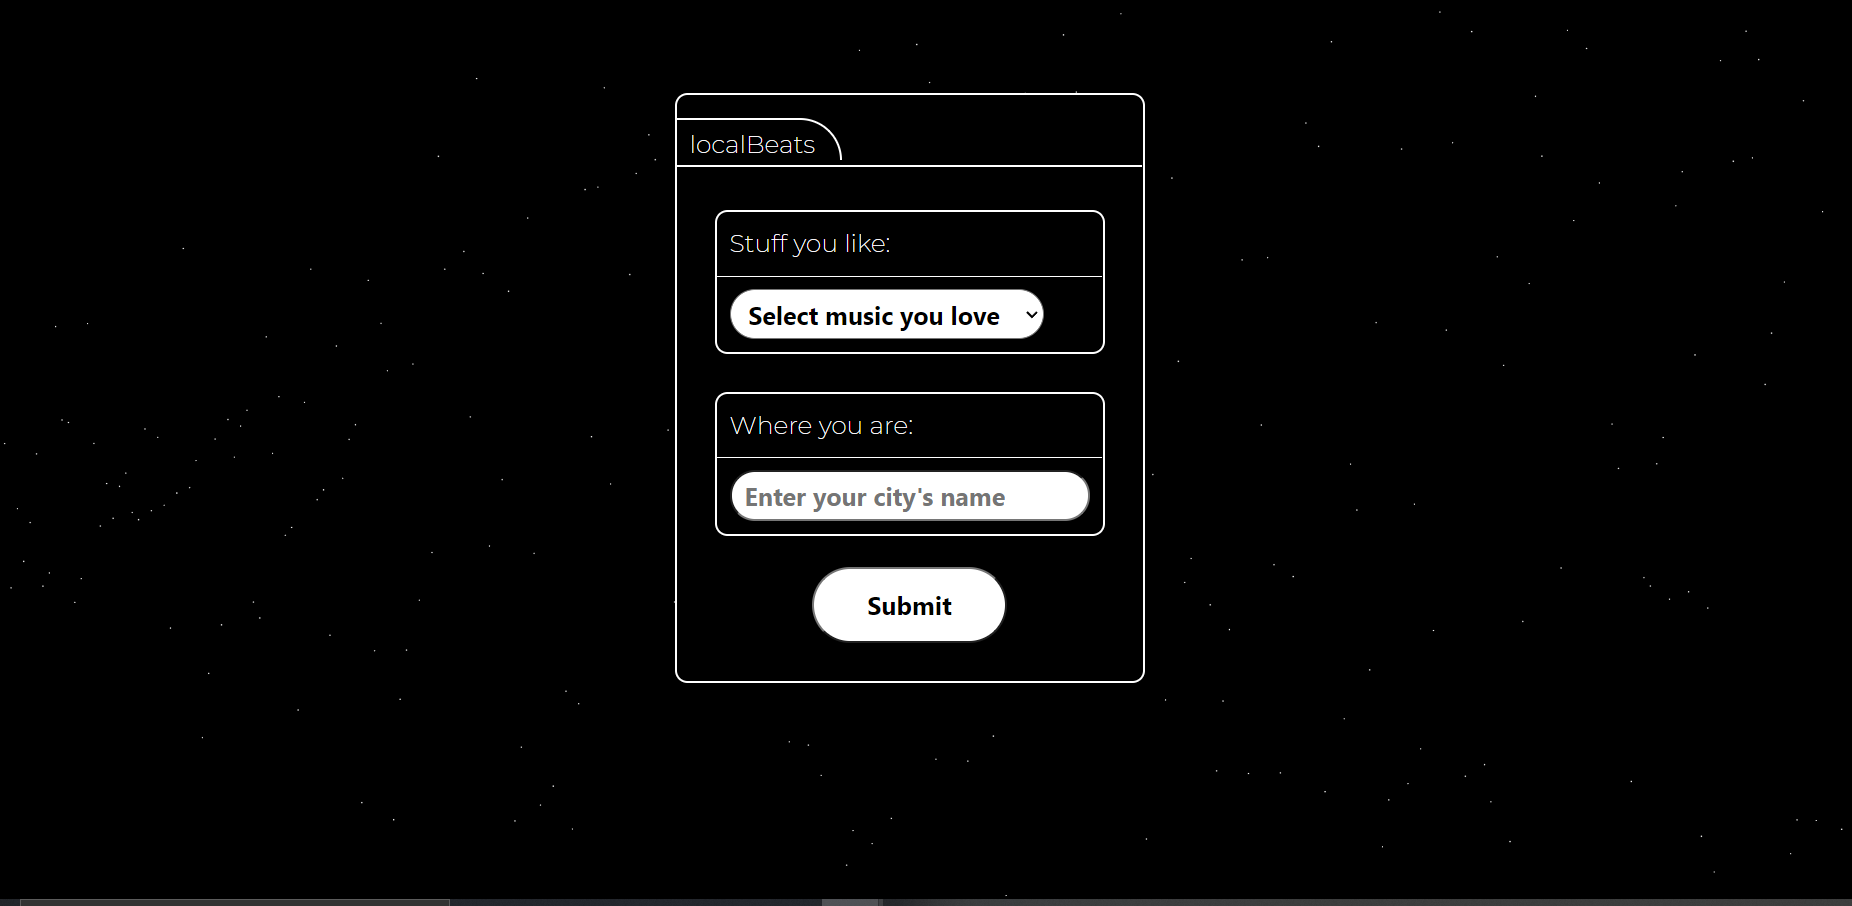 localBeats
Stuff you like:
Select music you love
Where you are:
Enter your city's name
Submit